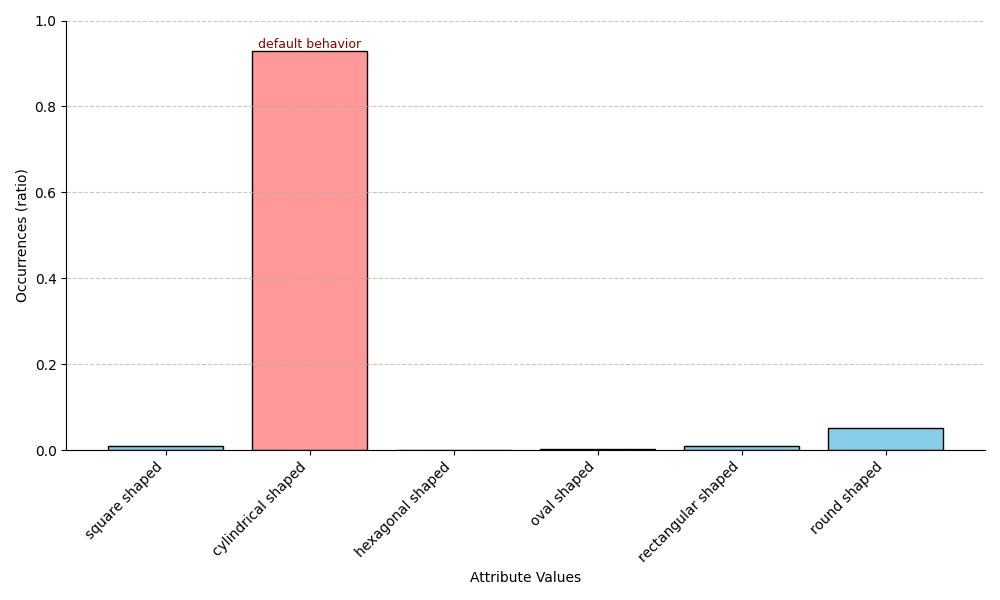 default behavior
Occurrences (ratio)
1.0
0.8
0.6
0.4
0.2
0.0
square shaped
cylindrical shaped
hexagonal shaped
oval shaped
rectangular shaped
round shaped
Attribute Values